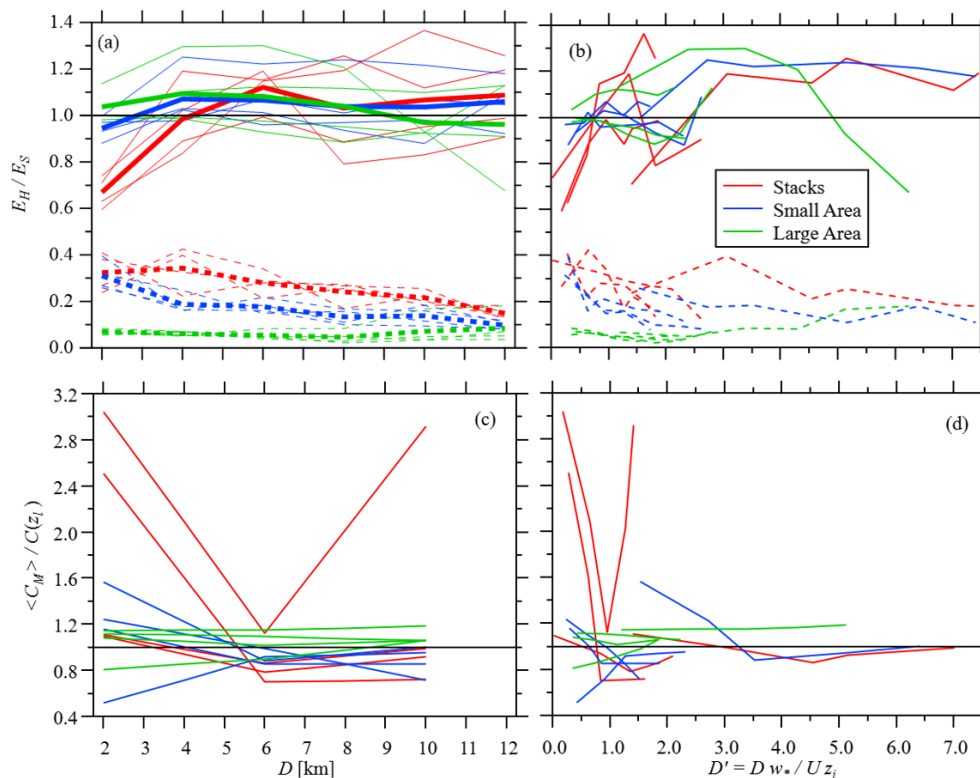 (a)
(b)
1.4
1.2
1.0
0.8
0.6
0.4
0.2
0.0
E_H / E_S
Stacks
Small Area
Large Area
(c)
(d)
3.2
2.8
2.4
2.0
1.6
1.2
0.8
0.4
<C_M> / C(z_l)
2 3 4 5 6 7 8 9 10 11 12
0.0 1.0 2.0 3.0 4.0 5.0 6.0 7.0
D [km]
D' = D w_* / U z_i